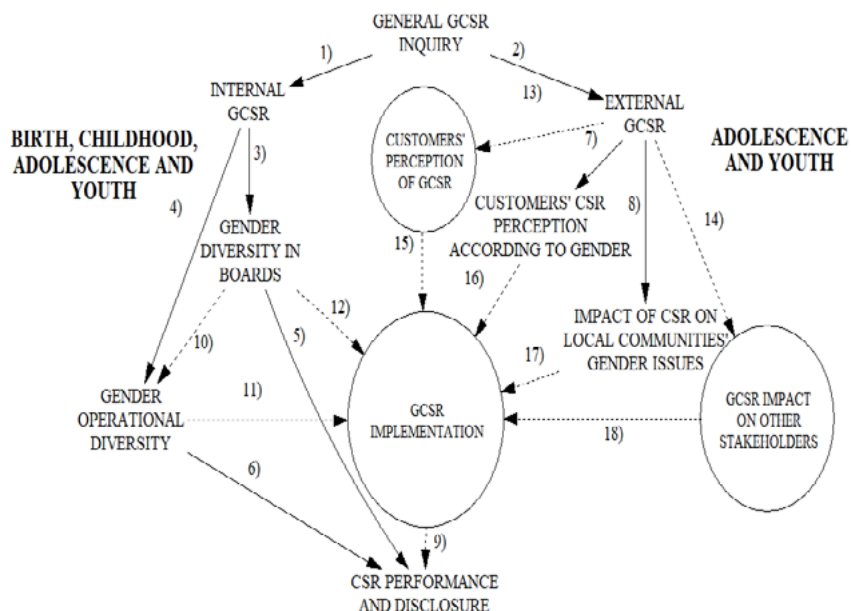 GENERAL GCSR
INQUIRY
1)
2)
INTERNAL
GCSR
13)
EXTERNAL
GCSR
BIRTH, CHILDHOOD,
ADOLESCENCE AND
YOUTH
3)
CUSTOMERS'
PERCEPTION
OF GCSR
7)
ADOLESCENCE
AND YOUTH
4)
GENDER
DIVERSITY IN
BOARDS
CUSTOMERS' CSR
PERCEPTION
ACCORDING TO GENDER
8)
14)
15)
16)
12)
5)
10)
IMPACT OF CSR ON
LOCAL COMMUNITIES'
GENDER ISSUES
17)
GENDER
OPERATIONAL
DIVERSITY
11)
GCSR
IMPLEMENTATION
18)
GCSR IMPACT
ON OTHER
STAKEHOLDERS
6)
9)
CSR PERFORMANCE
AND DISCLOSURE